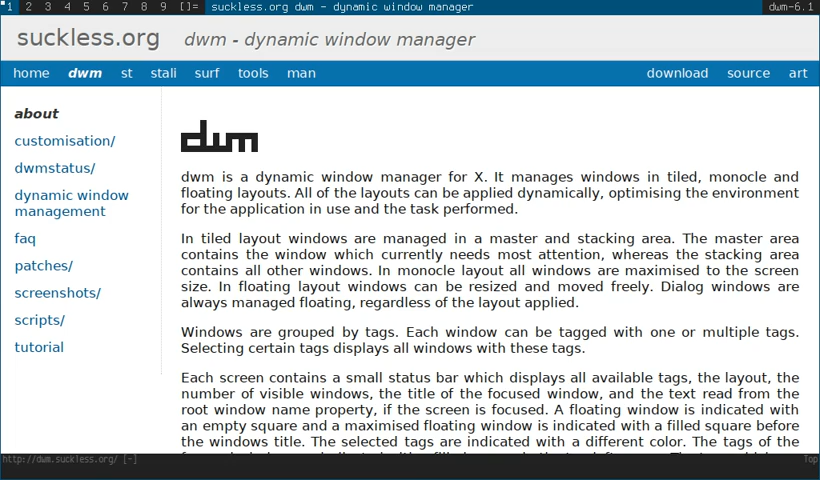 1 2 3 4 5 6 7 8 9 []= suckless.org dwm - dynamic window manager dwm-6.1
suckless.org dwm - dynamic window manager
home dwm st stali surf tools man download source art
about
customisation/
dwmstatus/
dynamic window
management
faq
patches/
screenshots/
scripts/
tutorial
dwm
dwm is a dynamic window manager for X. It manages windows in tiled, monocle and
floating layouts. All of the layouts can be applied dynamically, optimising the environment
for the application in use and the task performed.
In tiled layout windows are managed in a master and stacking area. The master area
contains the window which currently needs most attention, whereas the stacking area
contains all other windows. In monocle layout all windows are maximised to the screen
size. In floating layout windows can be resized and moved freely. Dialog windows are
always managed floating, regardless of the layout applied.
Windows are grouped by tags. Each window can be tagged with one or multiple tags.
Selecting certain tags displays all windows with these tags.
Each screen contains a small status bar which displays all available tags, the layout, the
number of visible windows, the title of the focused window, and the text read from the
root window name property, if the screen is focused. A floating window is indicated with
an empty square and a maximised floating window is indicated with a filled square before
the windows title. The selected tags are indicated with a different color. The tags of the
http://dwm.suckless.org/ [-] Top